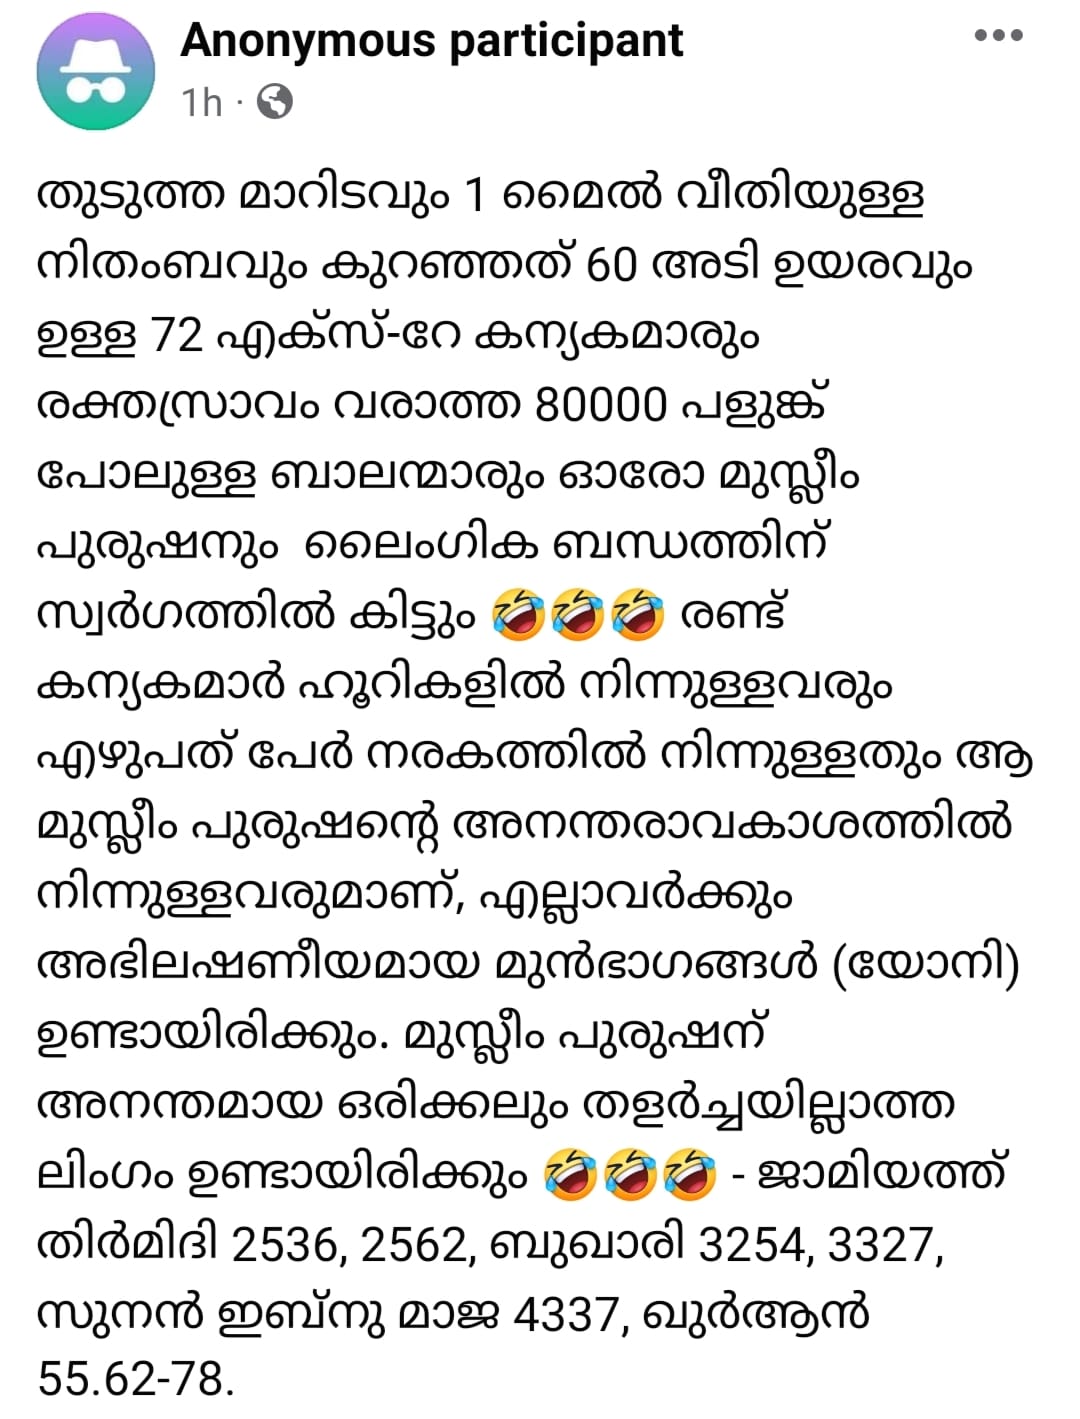 Anonymous participant
1h ·
തുടുത്ത മാറിടവും 1 മൈൽ വീതിയുള്ള
നിതംബവും കുറഞ്ഞത് 60 അടി ഉയരവും
ഉള്ള 72 എക്സ്-റേ കന്യകമാരും
രക്തസ്രാവം വരാത്ത 80000 പളുങ്ക്
പോലുള്ള ബാലന്മാരും ഓരോ മുസ്ലീം
പുരുഷനും ലൈംഗിക ബന്ധത്തിന്
സ്വർഗത്തിൽ കിട്ടും 🤣🤣🤣 രണ്ട്
കന്യകമാർ ഹൂറികളിൽ നിന്നുള്ളവരും
എഴുപത് പേർ നരകത്തിൽ നിന്നുള്ളതും ആ
മുസ്ലീം പുരുഷന്റെ അനന്തരാവകാശത്തിൽ
നിന്നുള്ളവരുമാണ്, എല്ലാവർക്കും
അഭിലഷണീയമായ മുൻഭാഗങ്ങൾ (യോനി)
ഉണ്ടായിരിക്കും. മുസ്ലീം പുരുഷന്
അനന്തമായ ഒരിക്കലും തളർച്ചയില്ലാത്ത
ലിംഗം ഉണ്ടായിരിക്കും 🤣🤣🤣 - ജാമിയത്ത്
തിർമിദി 2536, 2562, ബുഖാരി 3254, 3327,
സുനൻ ഇബ്നു മാജ 4337, ഖുർആൻ
55.62-78.